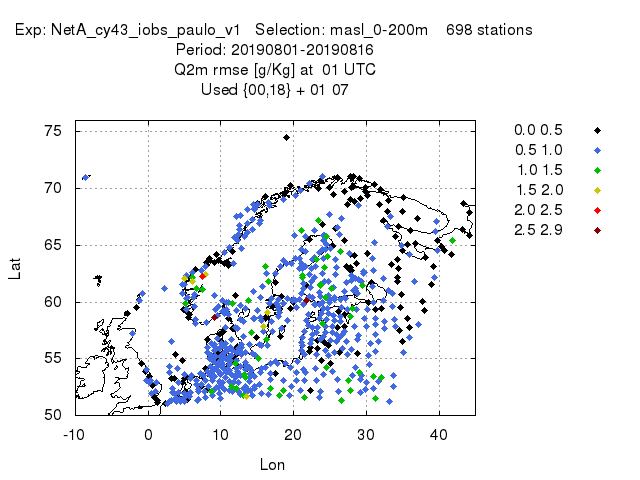 Exp: NetA_cy43_iobs_paulo_v1 Selection: masl_0-200m 698 stations
Period: 20190801-20190816
Q2m rmse [g/Kg] at 01 UTC
Used {00,18} + 01 07
75
70
65
60
55
50
Lat
-10 0 10 20 30 40
Lon
0.0 0.5
0.5 1.0
1.0 1.5
1.5 2.0
2.0 2.5
2.5 2.9